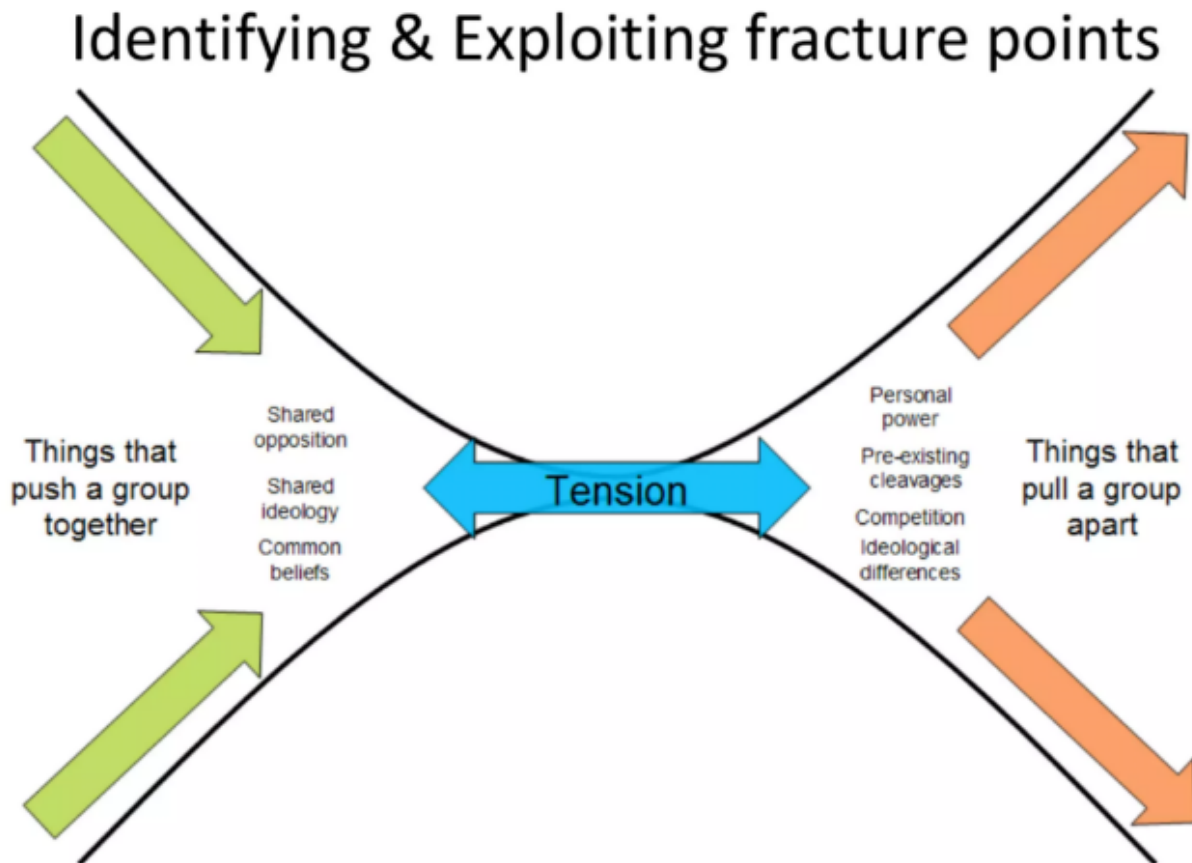 Identifying & Exploiting fracture points
Things that
push a group
together
Shared
opposition
Shared
ideology
Common
beliefs
Tension
Personal
power
Pre-existing
cleavages
Competition
Ideological
differences
Things that
pull a group
apart